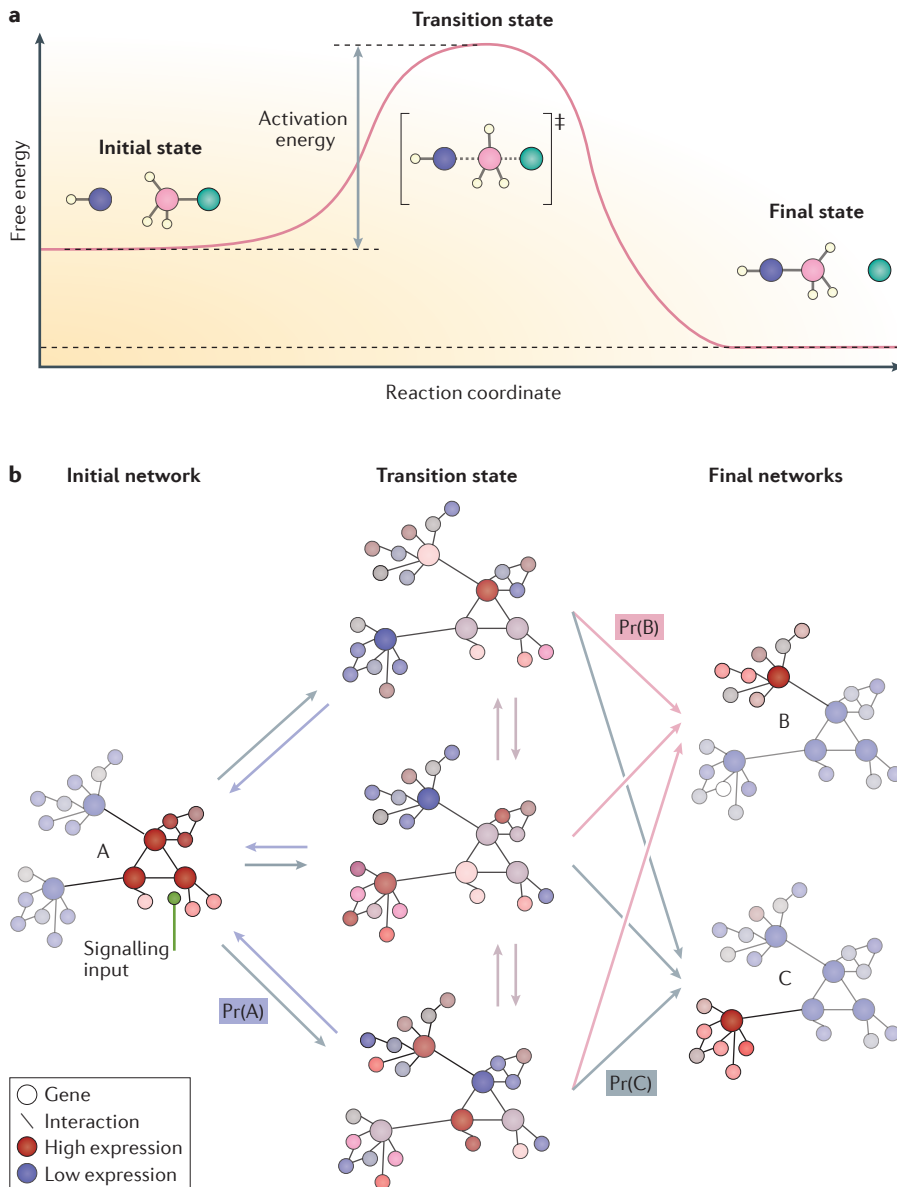 a
Transition state
Free energy
Activation
energy
‡
Initial state
Final state
Reaction coordinate
b
Initial network
Transition state
Final networks
Pr(B)
B
A
Signalling
input
C
Pr(A)
Pr(C)
Gene
Interaction
High expression
Low expression